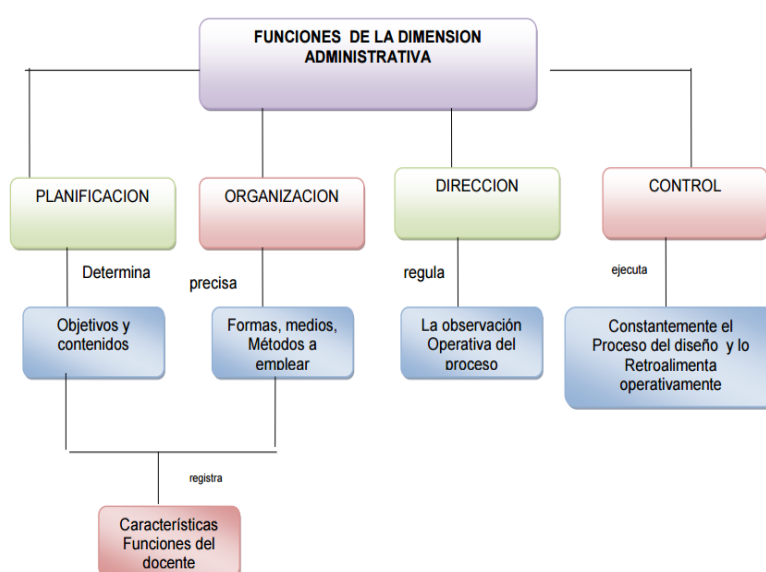 FUNCIONES DE LA DIMENSION
ADMINISTRATIVA
PLANIFICACION
ORGANIZACION
DIRECCION
CONTROL
Determina
precisa
regula
ejecuta
Objetivos y
contenidos
Formas, medios,
Métodos a
emplear
La observación
Operativa del
proceso
Constantemente el
Proceso del diseño y lo
Retroalimenta
operativamente
registra
Características
Funciones del
docente